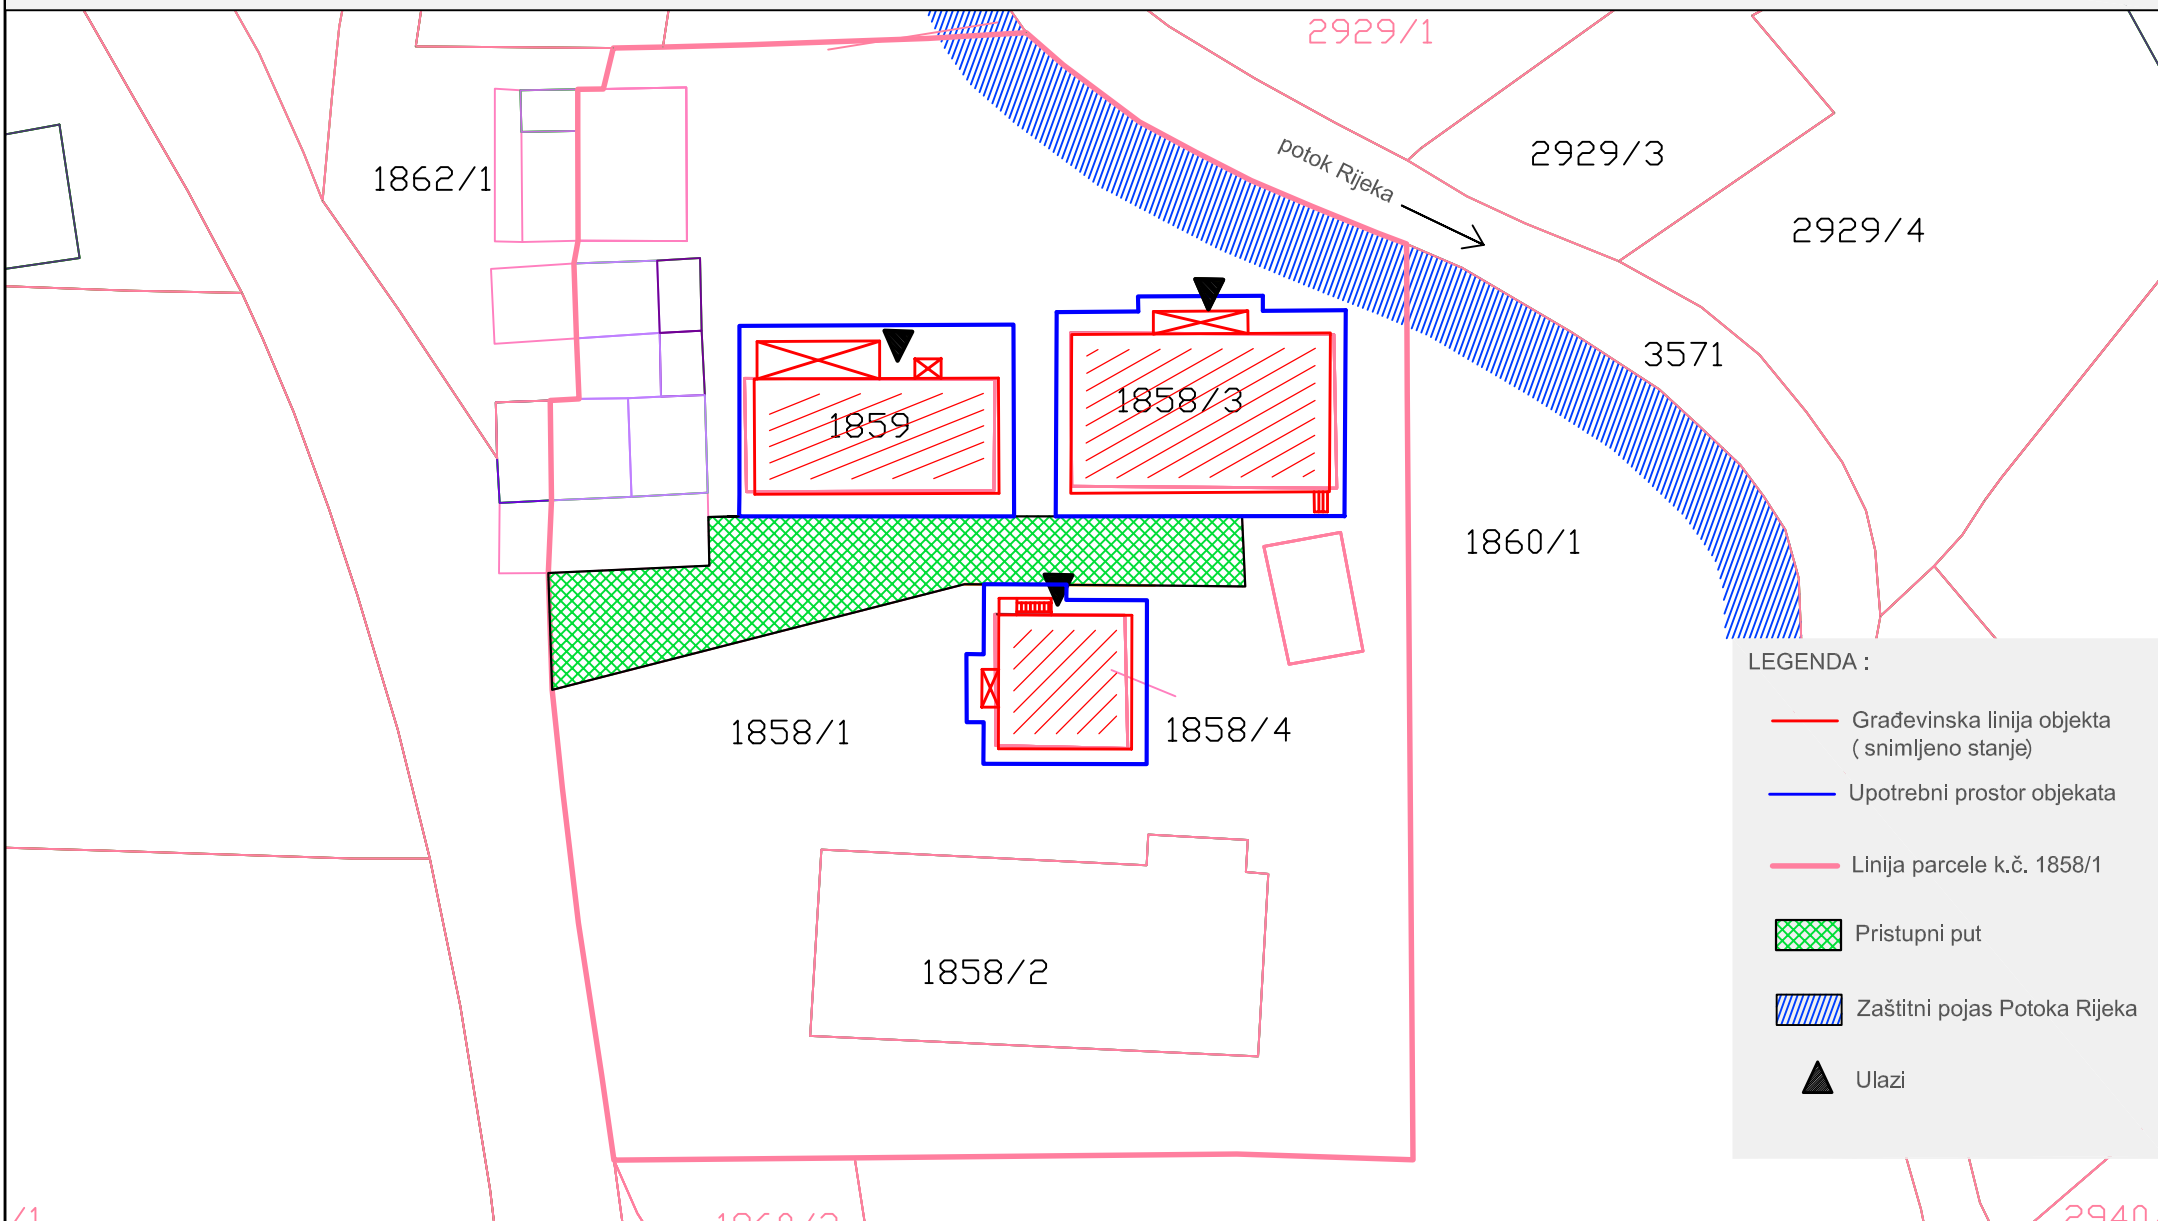 2929/1
2929/3
1862/1
potok Rijeka
2929/4
3571
1858/3
1859
1860/1
1858/1
1858/4
1858/2
LEGENDA :
Građevinska linija objekta
( snimljeno stanje)
Upotrebni prostor objekata
Linija parcele k.č. 1858/1
Pristupni put
Zaštitni pojas Potoka Rijeka
Ulazi
/1
2940